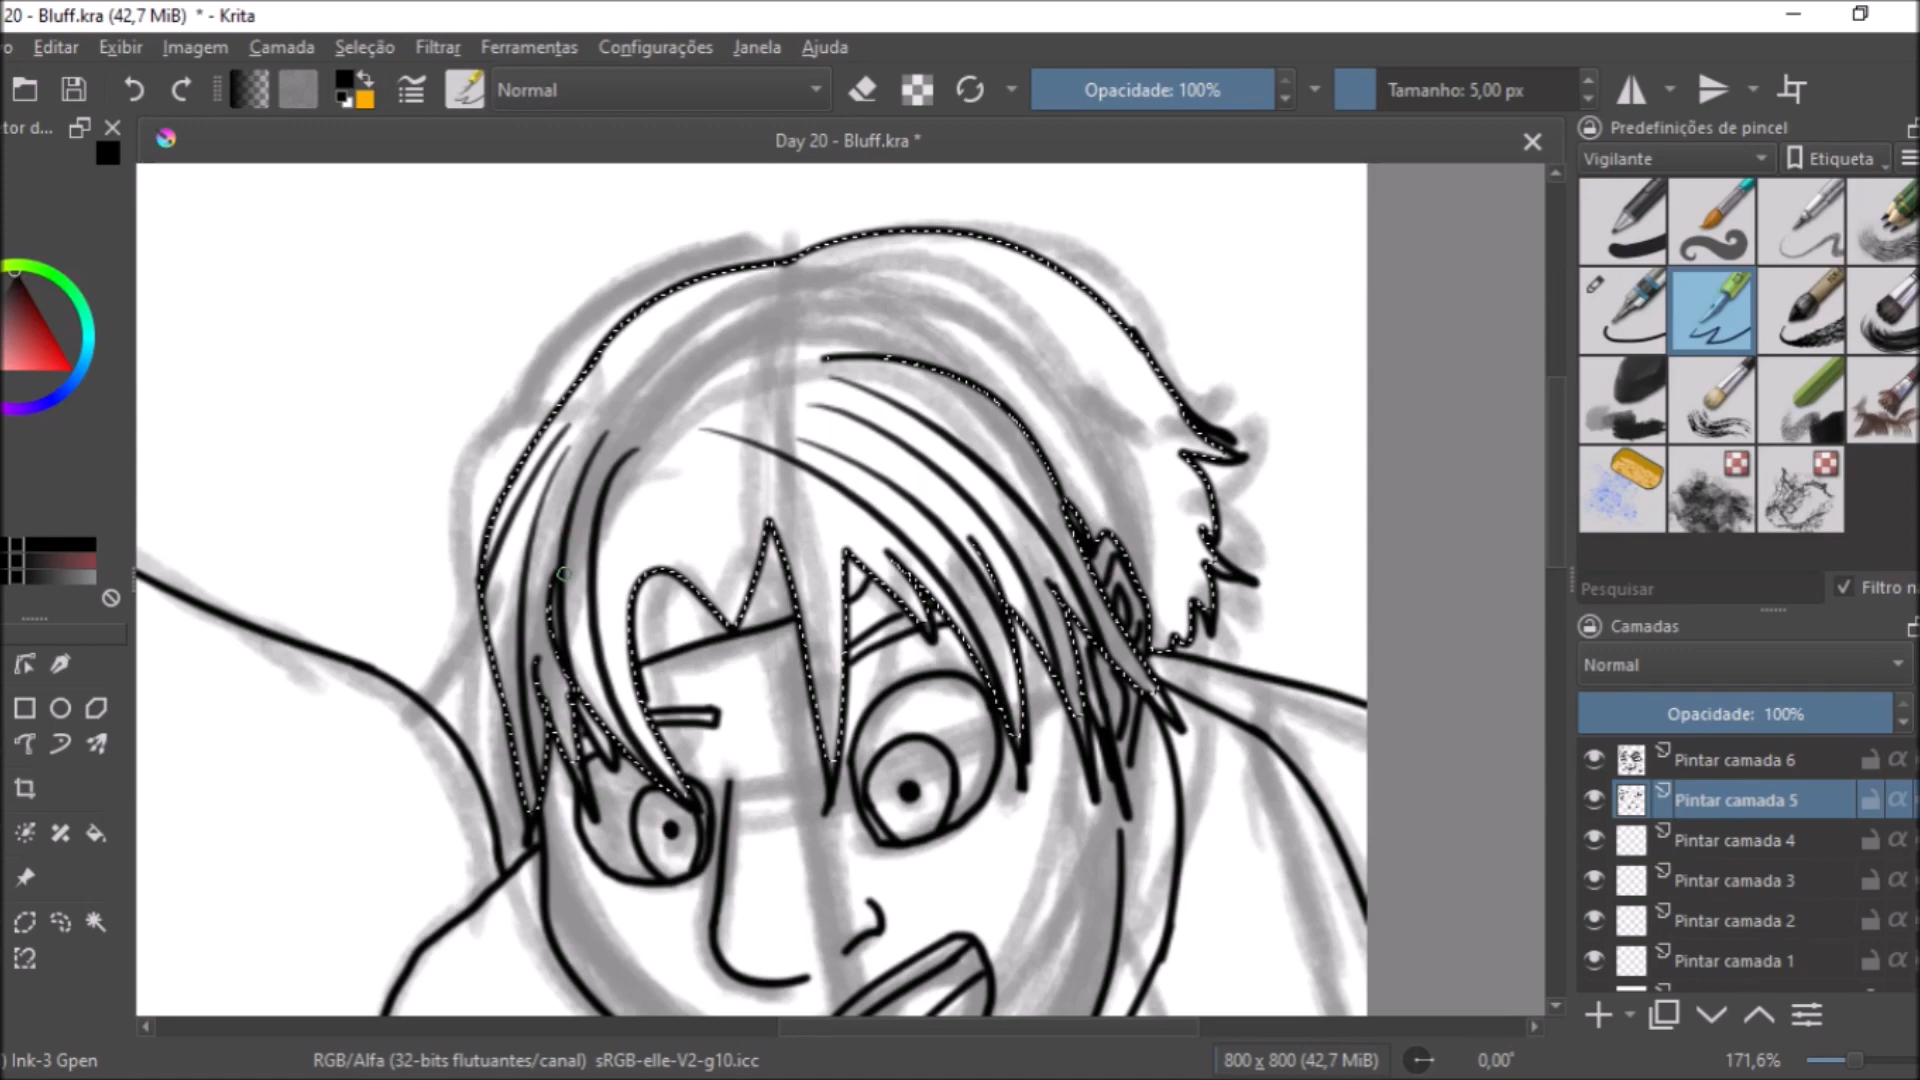 20 - Bluff.kra (42,7 MiB) * - Krita
o Editar Exibir Imagem Camada Seleção Filtrar Ferramentas Configurações Janela Ajuda
Normal Opacidade: 100% Tamanho: 5,00 px
tor d...
Day 20 - Bluff.kra *
Predefinições de pincel
Vigilante Etiqueta
Pesquisar Filtro n
Camadas
Normal
Opacidade: 100%
Pintar camada 6
Pintar camada 5
Pintar camada 4
Pintar camada 3
Pintar camada 2
Pintar camada 1
) Ink-3 Gpen RGB/Alfa (32-bits flutuantes/canal) sRGB-elle-V2-g10.icc 800 x 800 (42,7 MiB) 0,00° 171,6%